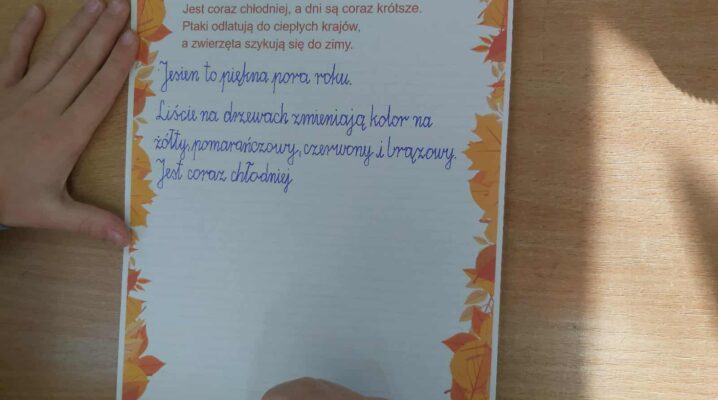 Jest coraz chłodniej, a dni są coraz krótsze.
Ptaki odlatują do ciepłych krajów,
a zwierzęta szykują się do zimy.
Jesień to piękna pora roku.
Liście na drzewach zmieniają kolor na
żółty, pomarańczowy, czerwony i brązowy.
Jest coraz chłodniej